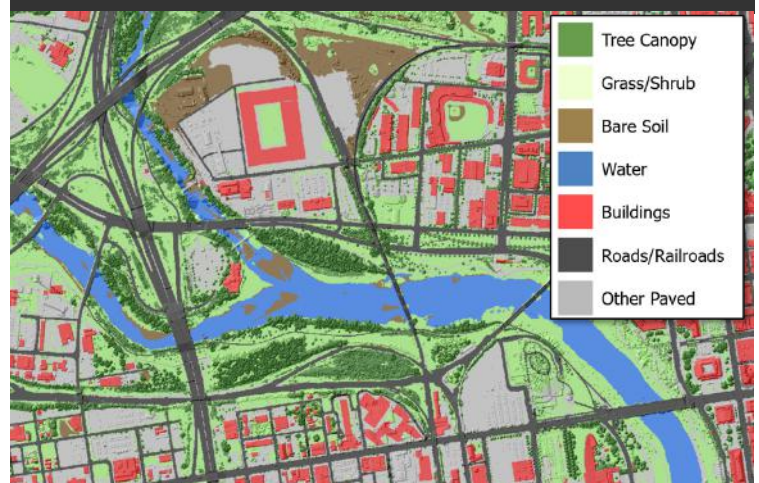 Tree Canopy
Grass/Shrub
Bare Soil
Water
Buildings
Roads/Railroads
Other Paved